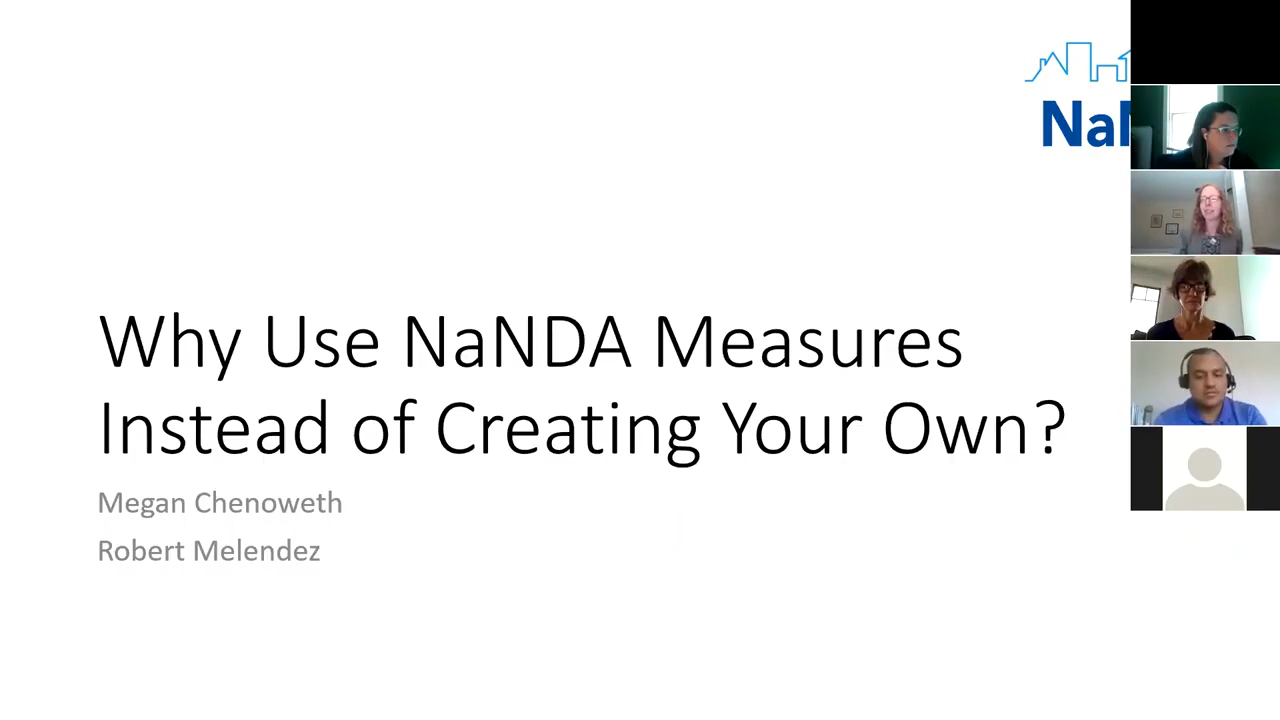 Why Use NaNDA Measures
Instead of Creating Your Own?
Megan Chenoweth
Robert Melendez